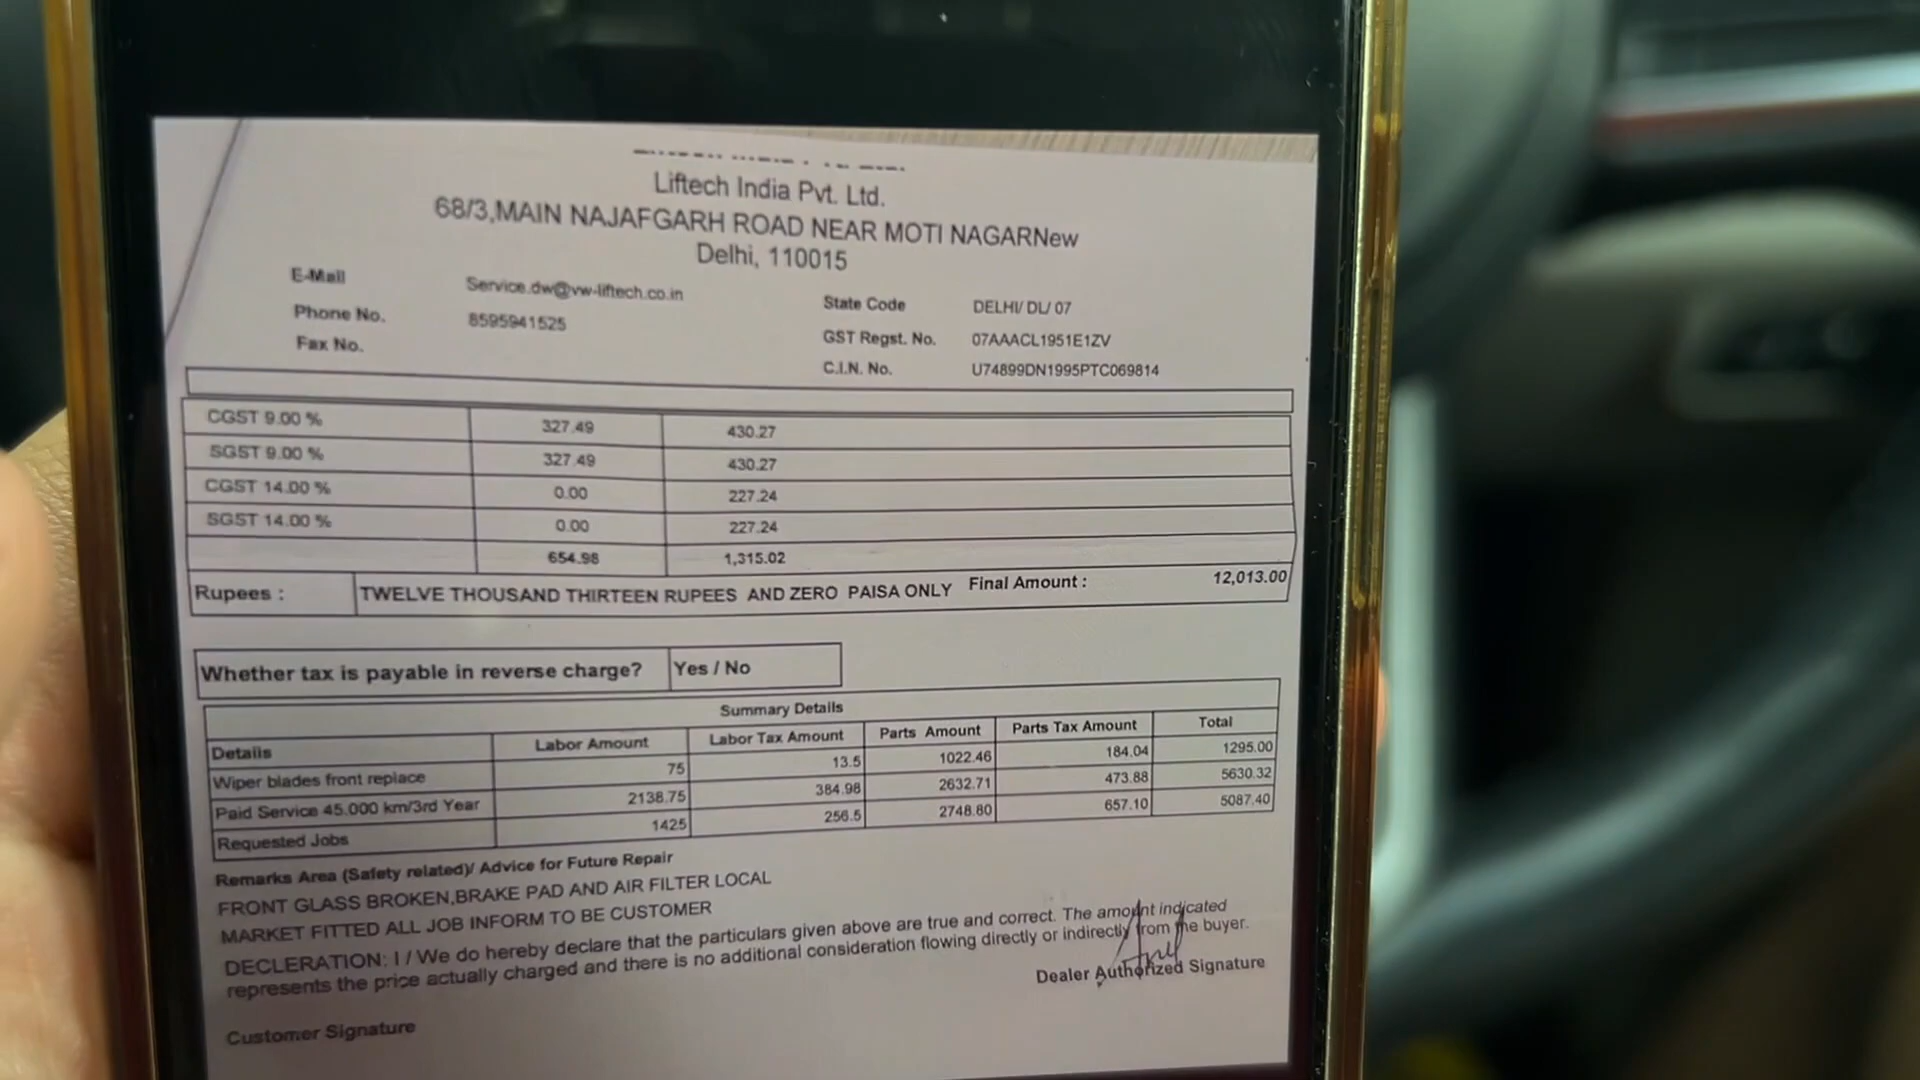 Liftech India Pvt. Ltd.
68/3,MAIN NAJAFGARH ROAD NEAR MOTI NAGARNew
Delhi, 110015
E-Mail Service.dw@vw-liftech.co.in
Phone No. 8595941525
Fax No.
State Code DELHI/ DL/ 07
GST Regst. No. 07AAACL1951E1ZV
C.I.N. No. U74899DN1995PTC069814
CGST 9.00 % 327.49 430.27
SGST 9.00 % 327.49 430.27
CGST 14.00 % 0.00 227.24
SGST 14.00 % 0.00 227.24
654.98 1,315.02
Rupees : TWELVE THOUSAND THIRTEEN RUPEES AND ZERO PAISA ONLY Final Amount : 12,013.00
Whether tax is payable in reverse charge? Yes / No
Summary Details
Details Labor Amount Labor Tax Amount Parts Amount Parts Tax Amount Total
Wiper blades front replace 75 13.5 1022.46 184.04 1295.00
Paid Service 45.000 km/3rd Year 2138.75 384.98 2632.71 473.88 5630.32
Requested Jobs 1425 256.5 2748.80 657.10 5087.40
Remarks Area (Safety related)/ Advice for Future Repair
FRONT GLASS BROKEN,BRAKE PAD AND AIR FILTER LOCAL
MARKET FITTED ALL JOB INFORM TO BE CUSTOMER
DECLERATION: I / We do hereby declare that the particulars given above are true and correct. The amount indicated
represents the price actually charged and there is no additional consideration flowing directly or indirectly from the buyer.
Dealer Authorized Signature
Customer Signature